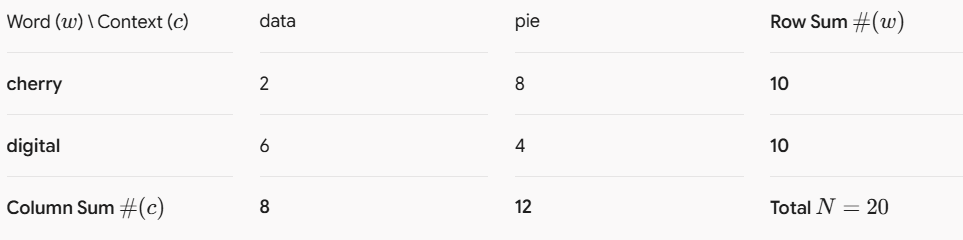 Word (w) \ Context (c) data pie Row Sum #(w)
cherry 2 8 10
digital 6 4 10
Column Sum #(c) 8 12 Total N = 20